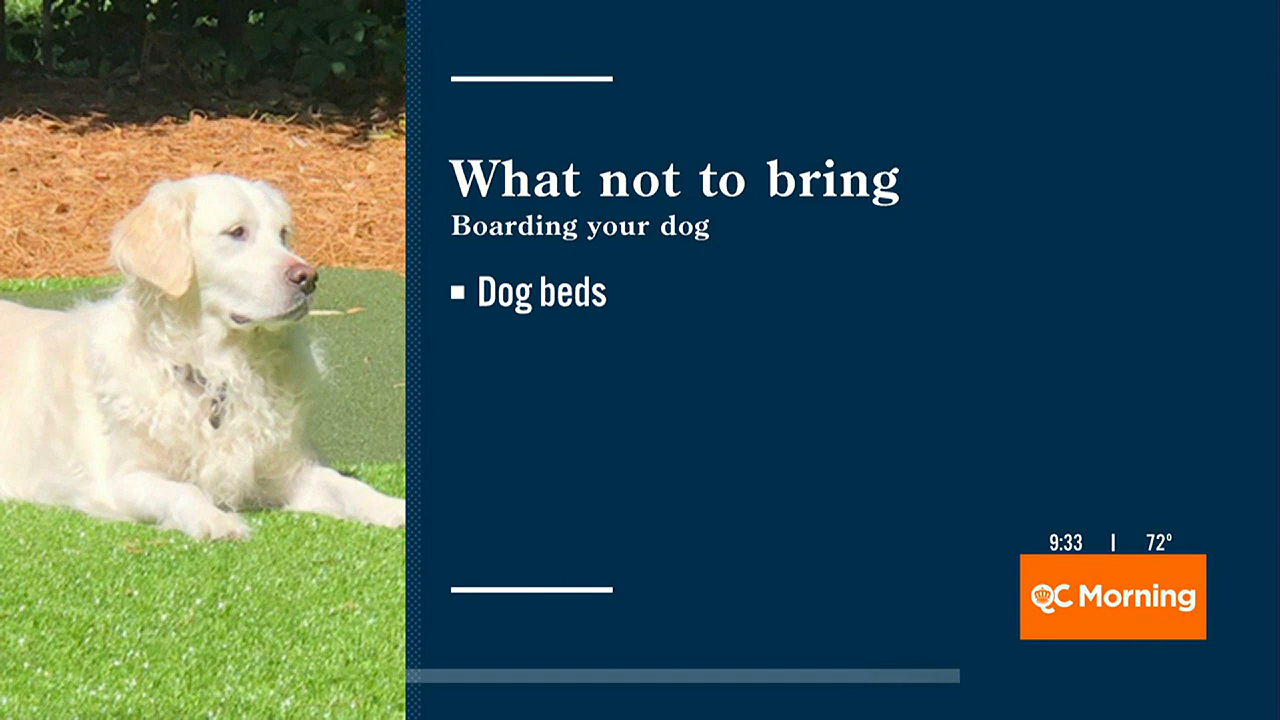 What not to bring
Boarding your dog
▪ Dog beds
9:33 | 72°
QC Morning